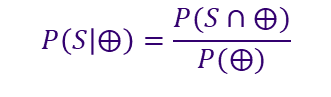 P(S|⊕) = P(S ∩ ⊕) / P(⊕)